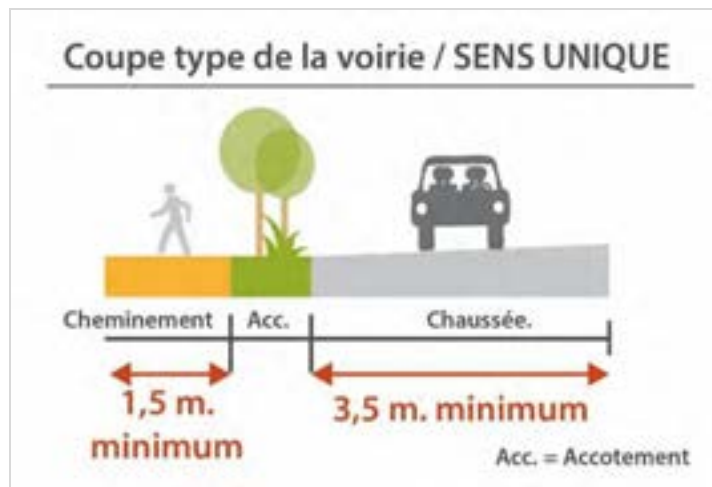 Coupe type de la voirie / SENS UNIQUE
Cheminement Acc. Chaussée.
1,5 m. minimum
3,5 m. minimum
Acc. = Accotement